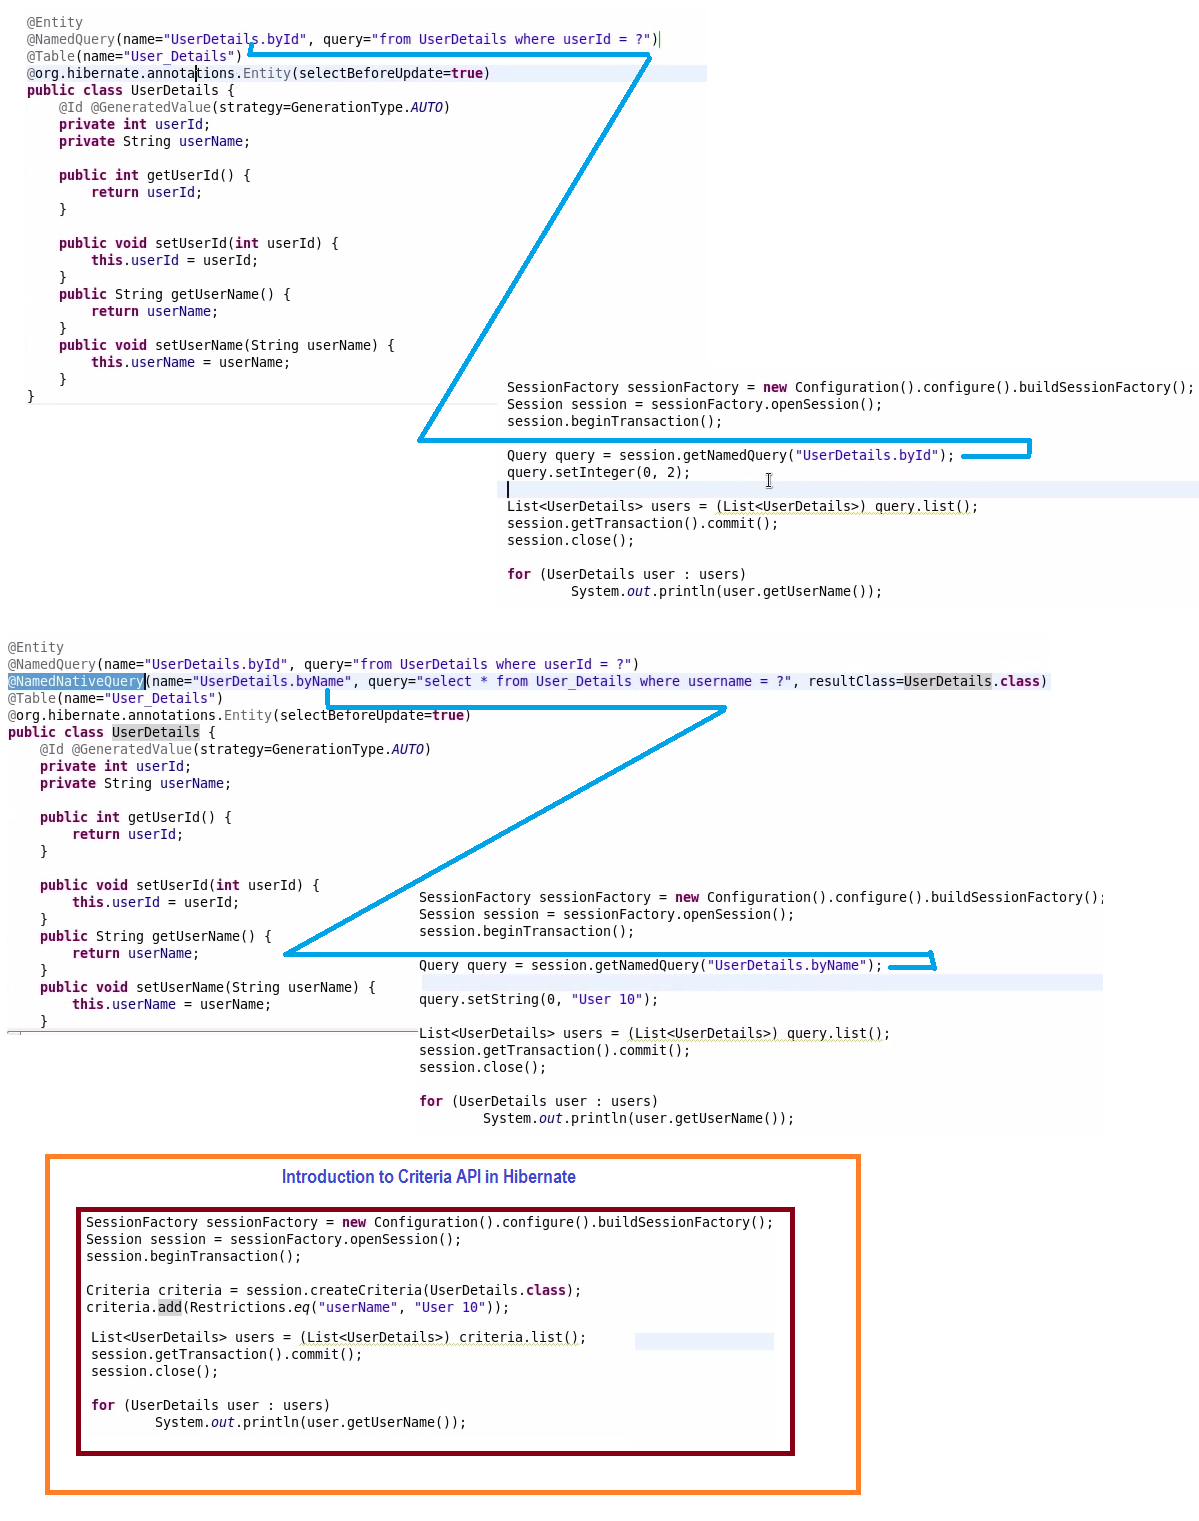 @Entity
@NamedQuery(name="UserDetails.byId", query="from UserDetails where userId = ?")
@Table(name="User_Details")
@org.hibernate.annotations.Entity(selectBeforeUpdate=true)
public class UserDetails {
    @Id @GeneratedValue(strategy=GenerationType.AUTO)
    private int userId;
    private String userName;
    public int getUserId() {
        return userId;
    }
    public void setUserId(int userId) {
        this.userId = userId;
    }
    public String getUserName() {
        return userName;
    }
    public void setUserName(String userName) {
        this.userName = userName;
    }
}
SessionFactory sessionFactory = new Configuration().configure().buildSessionFactory();
Session session = sessionFactory.openSession();
session.beginTransaction();
Query query = session.getNamedQuery("UserDetails.byId");
query.setInteger(0, 2);
List<UserDetails> users = (List<UserDetails>) query.list();
session.getTransaction().commit();
session.close();
for (UserDetails user : users)
        System.out.println(user.getUserName());
@Entity
@NamedQuery(name="UserDetails.byId", query="from UserDetails where userId = ?")
@NamedNativeQuery(name="UserDetails.byName", query="select * from User_Details where username = ?", resultClass=UserDetails.class)
@Table(name="User_Details")
@org.hibernate.annotations.Entity(selectBeforeUpdate=true)
public class UserDetails {
    @Id @GeneratedValue(strategy=GenerationType.AUTO)
    private int userId;
    private String userName;
    public int getUserId() {
        return userId;
    }
    public void setUserId(int userId) {
        this.userId = userId;
    }
    public String getUserName() {
        return userName;
    }
    public void setUserName(String userName) {
        this.userName = userName;
    }
SessionFactory sessionFactory = new Configuration().configure().buildSessionFactory();
Session session = sessionFactory.openSession();
session.beginTransaction();
Query query = session.getNamedQuery("UserDetails.byName");
query.setString(0, "User 10");
List<UserDetails> users = (List<UserDetails>) query.list();
session.getTransaction().commit();
session.close();
for (UserDetails user : users)
        System.out.println(user.getUserName());
Introduction to Criteria API in Hibernate
SessionFactory sessionFactory = new Configuration().configure().buildSessionFactory();
Session session = sessionFactory.openSession();
session.beginTransaction();
Criteria criteria = session.createCriteria(UserDetails.class);
criteria.add(Restrictions.eq("userName", "User 10"));
List<UserDetails> users = (List<UserDetails>) criteria.list();
session.getTransaction().commit();
session.close();
for (UserDetails user : users)
        System.out.println(user.getUserName());